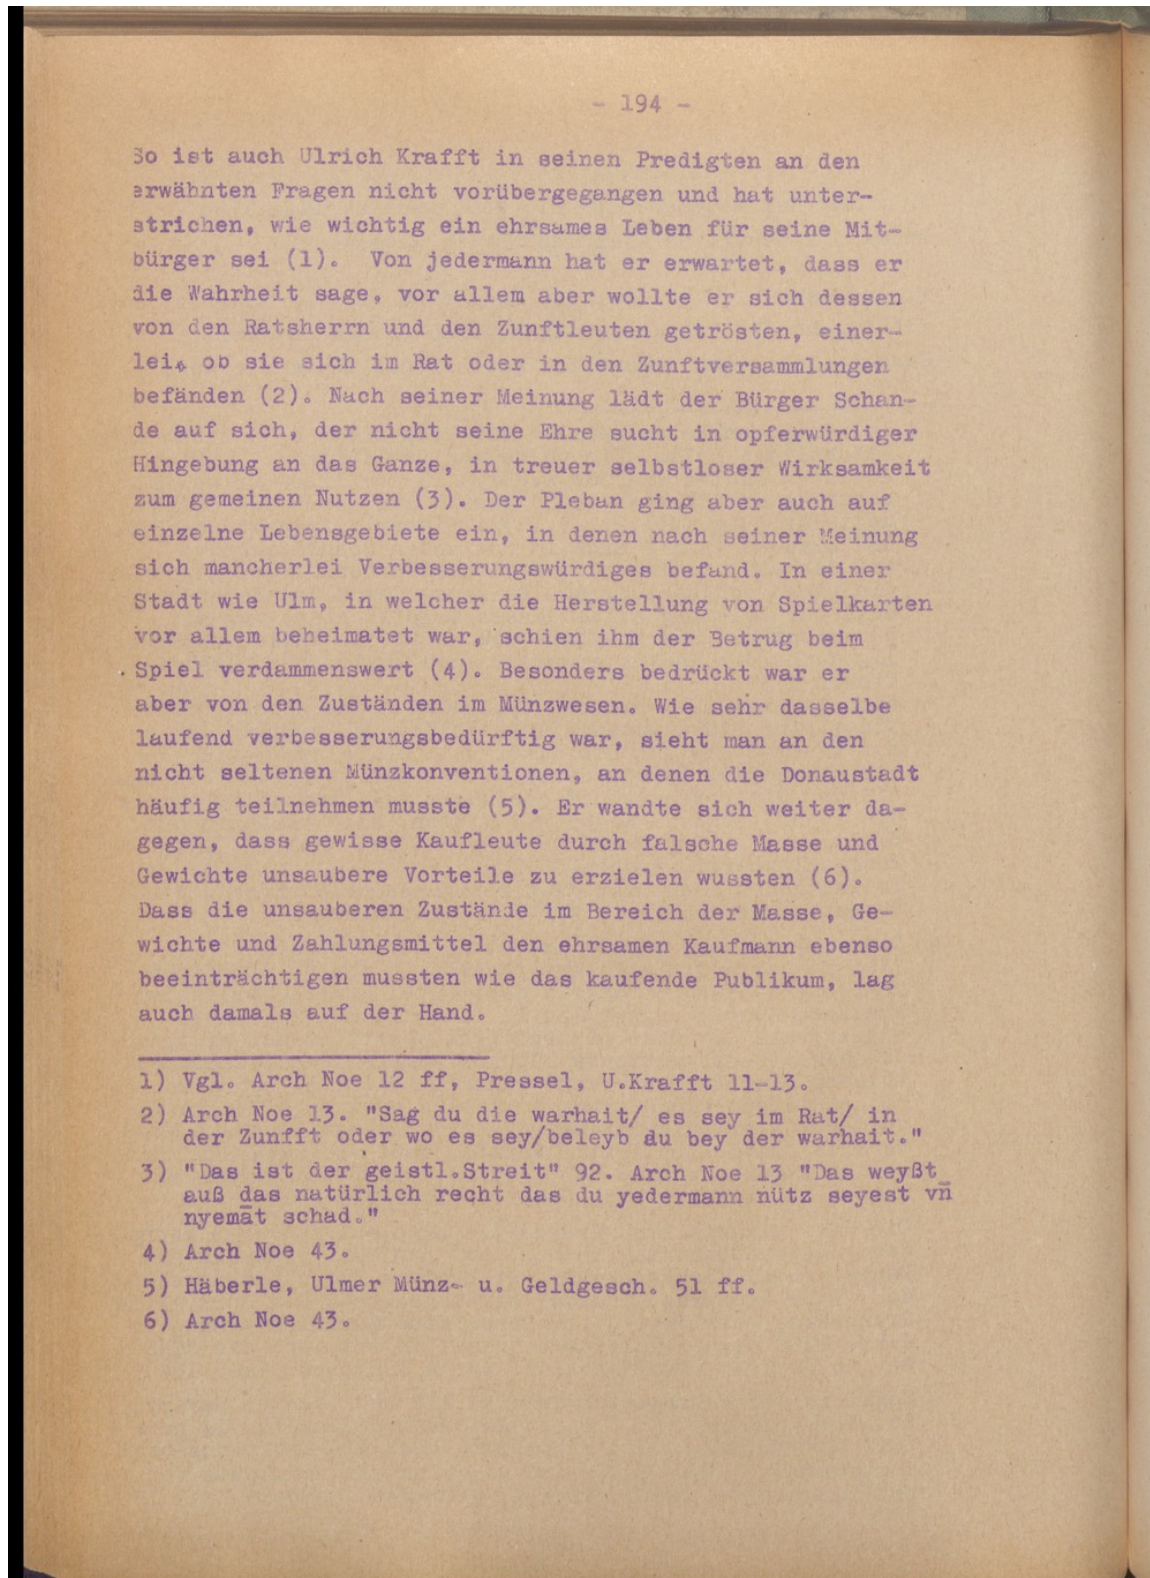 - 194 -
So ist auch Ulrich Krafft in seinen Predigten an den
erwähnten Fragen nicht vorübergegangen und hat unter-
strichen, wie wichtig ein ehrsames Leben für seine Mit-
bürger sei (1). Von jedermann hat er erwartet, dass er
die Wahrheit sage, vor allem aber wollte er sich dessen
von den Ratsherrn und den Zunftleuten getrösten, einer-
lei, ob sie sich im Rat oder in den Zunftversammlungen
befänden (2). Nach seiner Meinung lädt der Bürger Schan-
de auf sich, der nicht seine Ehre sucht in opferwürdiger
Hingebung an das Ganze, in treuer selbstloser Wirksamkeit
zum gemeinen Nutzen (3). Der Pleban ging aber auch auf
einzelne Lebensgebiete ein, in denen nach seiner Meinung
sich mancherlei Verbesserungswürdiges befand. In einer
Stadt wie Ulm, in welcher die Herstellung von Spielkarten
vor allem beheimatet war, schien ihm der Betrug beim
Spiel verdammenswert (4). Besonders bedrückt war er
aber von den Zuständen im Münzwesen. Wie sehr dasselbe
laufend verbesserungsbedürftig war, sieht man an den
nicht seltenen Münzkonventionen, an denen die Donaustadt
häufig teilnehmen musste (5). Er wandte sich weiter da-
gegen, dass gewisse Kaufleute durch falsche Masse und
Gewichte unsaubere Vorteile zu erzielen wussten (6).
Dass die unsauberen Zustände im Bereich der Masse, Ge-
wichte und Zahlungsmittel den ehrsamen Kaufmann ebenso
beeinträchtigen mussten wie das kaufende Publikum, lag
auch damals auf der Hand.
1) Vgl. Arch Noe 12 ff, Pressel, U.Krafft 11-13.
2) Arch Noe 13. "Sag du die warhait/ es sey im Rat/ in
der Zunfft oder wo es sey/beleyb du bey der warhait."
3) "Das ist der geistl.Streit" 92. Arch Noe 13 "Das weyßt
auß das natürlich recht das du yedermann nütz seyest vn̄
nyemāt schad."
4) Arch Noe 43.
5) Häberle, Ulmer Münz- u. Geldgesch. 51 ff.
6) Arch Noe 43.